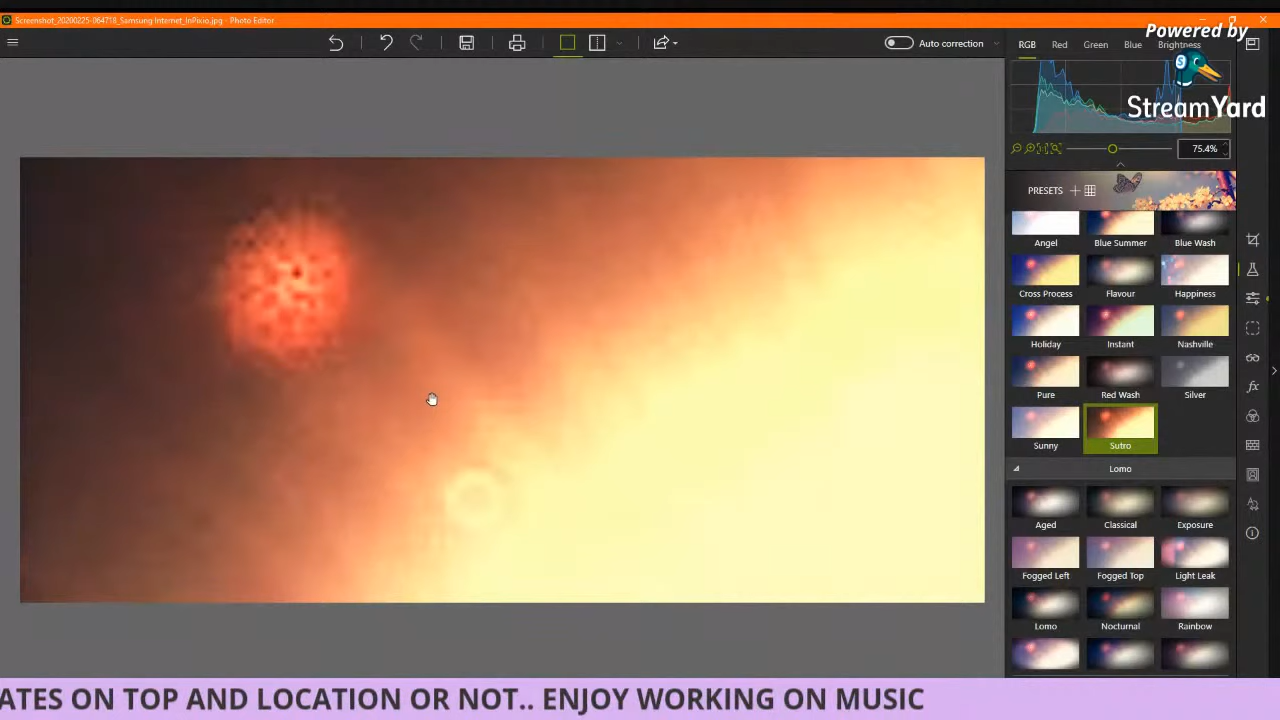 Screenshot_20200225-064718_Samsung Internet_InPixio.jpg - Photo Editor
Powered by
StreamYard
Auto correction
RGB Red Green Blue Brightness
75.4%
PRESETS
Angel Blue Summer Blue Wash
Cross Process Flavour Happiness
Holiday Instant Nashville
Pure Red Wash Silver
Sunny Sutro
Lomo
Aged Classical Exposure
Fogged Left Fogged Top Light Leak
Lomo Nocturnal Rainbow
ATES ON TOP AND LOCATION OR NOT.. ENJOY WORKING ON MUSIC